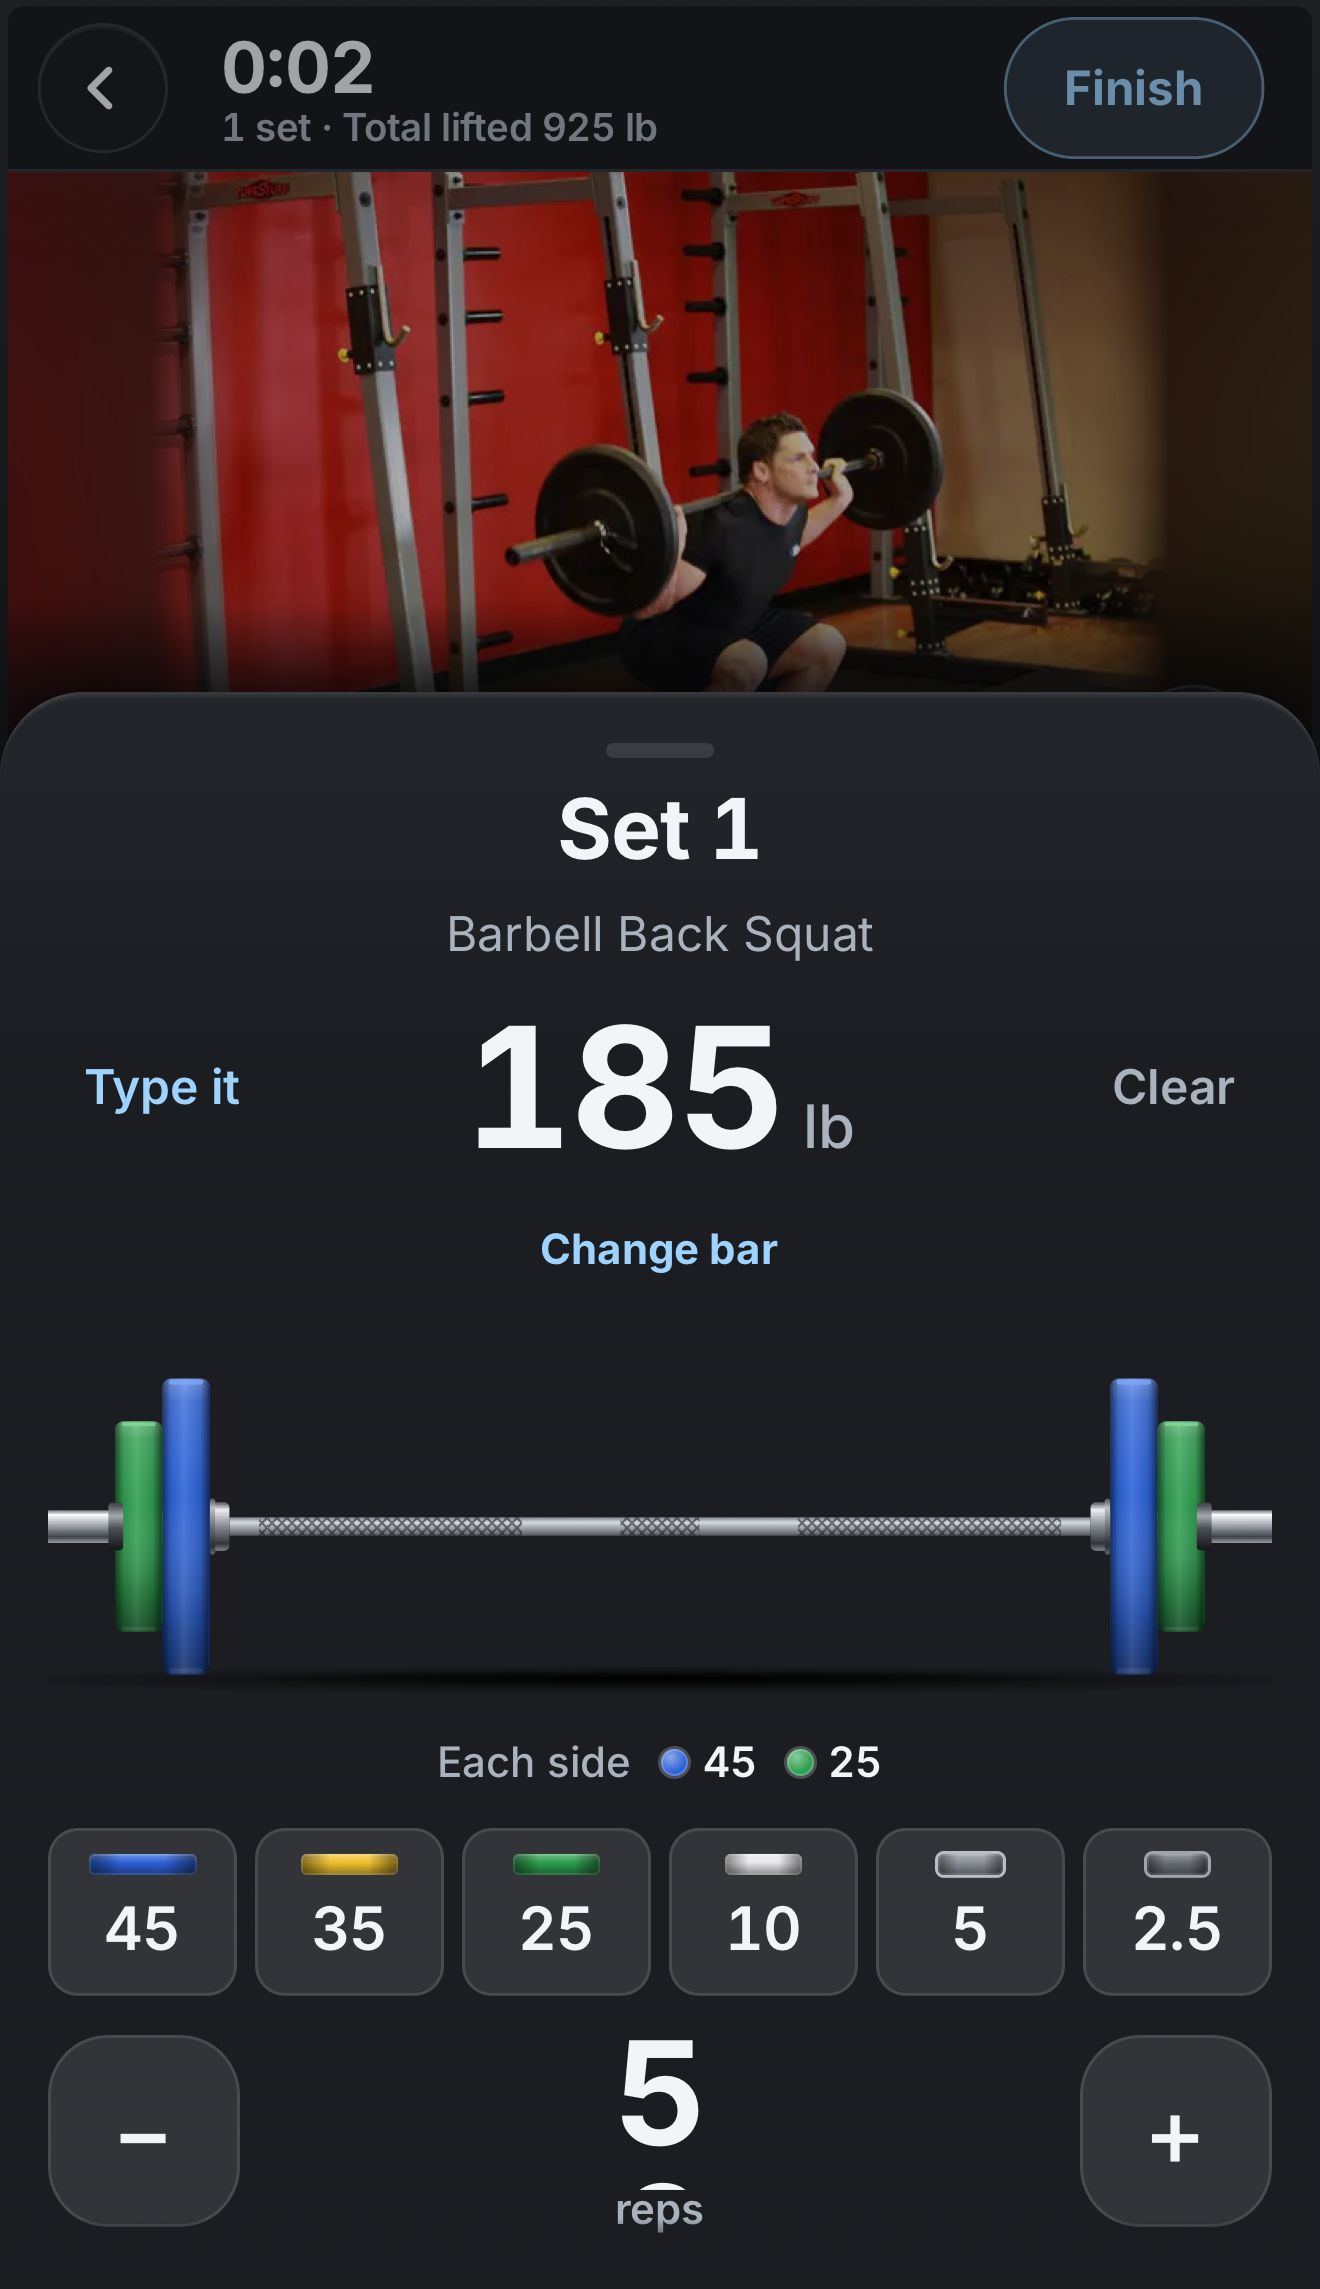 0:02
Finish
1 set · Total lifted 925 lb
Set 1
Barbell Back Squat
Type it
185 lb
Clear
Change bar
Each side 45 25
45 35 25 10 5 2.5
− 5 +
reps